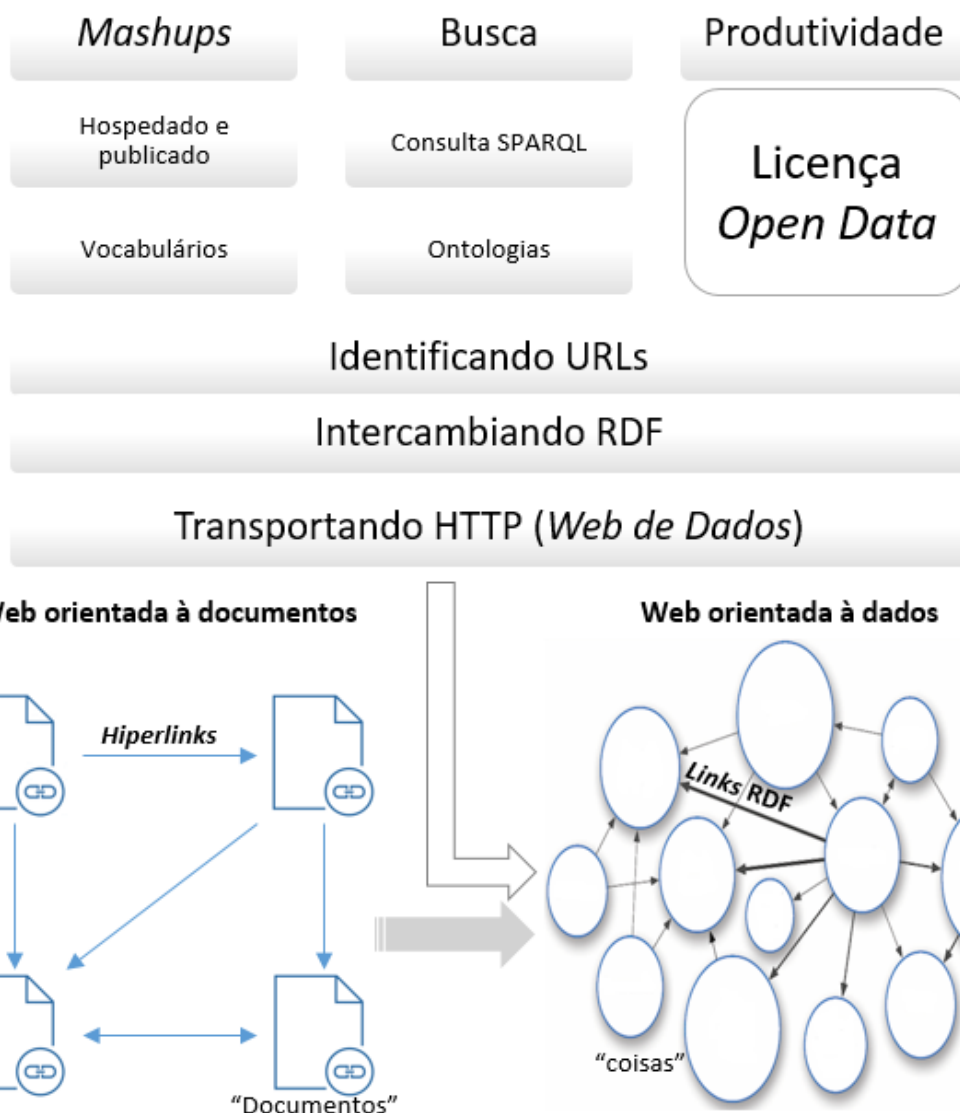 Mashups
Busca
Produtividade
Hospedado e
publicado
Consulta SPARQL
Licença
Open Data
Vocabulários
Ontologias
Identificando URLs
Intercambiando RDF
Transportando HTTP (Web de Dados)
eb orientada à documentos
Web orientada à dados
Hiperlinks
Links RDF
"coisas"
"Documentos"